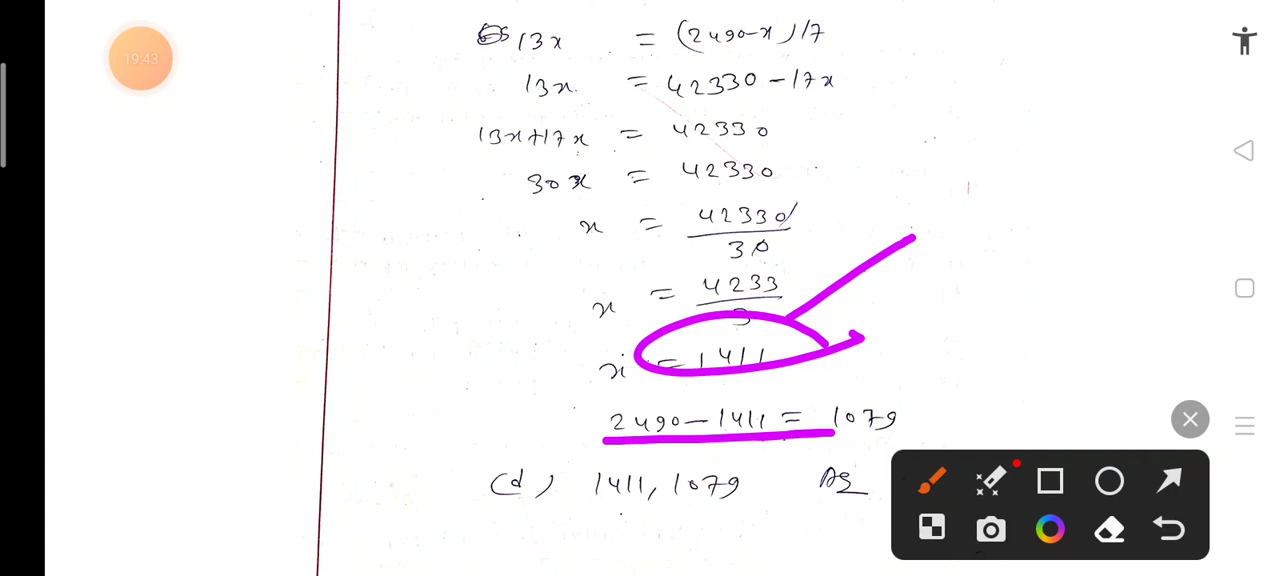 19:43
13x = (2490-x)17
13x = 42330-17x
13x+17x = 42330
30x = 42330
x = 42330/30
x = 4233/3
x = 1411
2490-1411 = 1079
(d) 1411, 1079